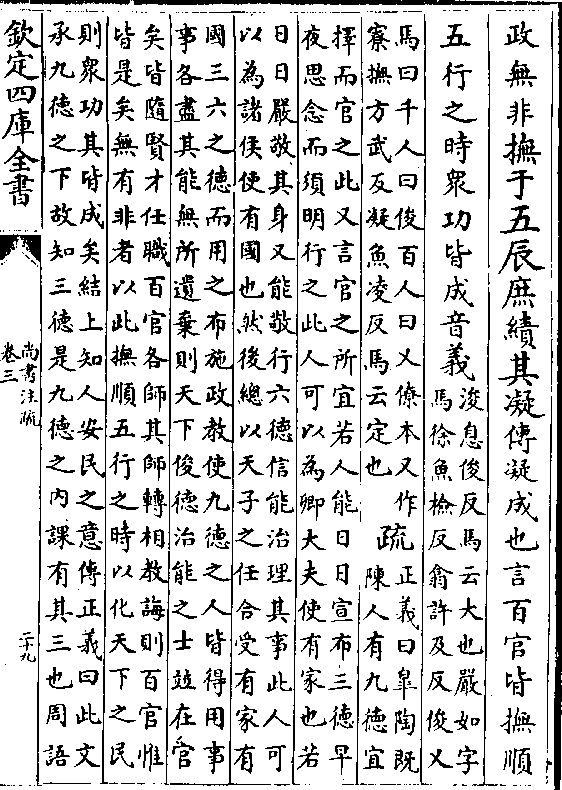 政無非撫于五辰庶績其凝傳凝成也言百官皆撫順
五行之時衆功皆成音義
浚息俊反馬云大也嚴如字
馬徐魚檢反翕許及反俊乂
馬曰千人曰俊百人曰乂僚本又作
寮撫方武反凝魚凌反馬云定也
疏
正義曰皐陶既
陳人有九德宜
擇而官之此又言官之所宜若人能日日宣布三德早
夜思念而須明行之此人可以為卿大夫使有家也若
日日嚴敬其身又能敬行六德信能治理其事此人可
以為諸侯使有國也然後總以天子之任合受有家有
國三六之德而用之布施政教使九德之人皆得用事
事各盡其能無所遺棄則天下俊德治能之士竝在官
矣皆隨賢才任職百官各師其師轉相教誨則百官惟
皆是矣無有非者以此撫順五行之時以化天下之民
則衆功其皆成矣結上知人安民之意傳正義曰此文
承九德之下故知三德是九德之內課有其三也周語
欽定四庫全書
尚書注疏
卷三
二十九